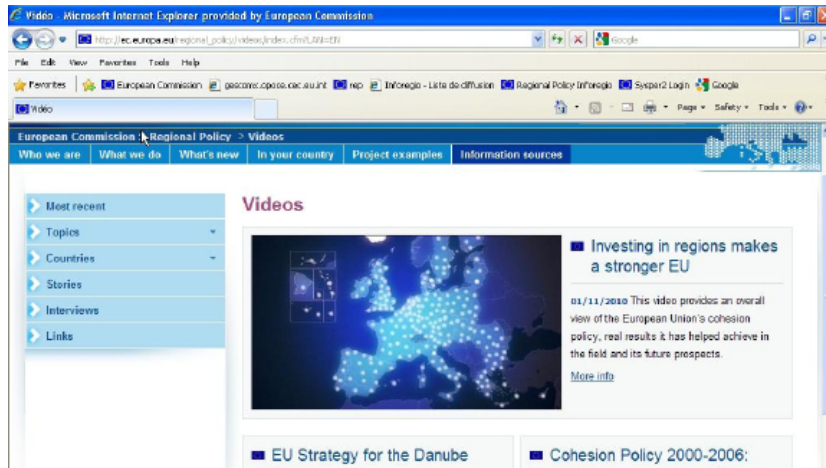 Vidéo - Microsoft Internet Explorer provided by European Commission
http://ec.europa.eu/regional_policy/videos/index.cfm?LAN=EN
Google
File Edit View Favorites Tools Help
Favorites European Commission rep Inforegio - Liste de diffusion Regional Policy Inforegio Sysper2 Login Google
Vidéo
Page Safety Tools
European Commission > Regional Policy > Videos
Who we are What we do What's new In your country Project examples Information sources
Most recent
Topics
Countries
Stories
Interviews
Links
Videos
Investing in regions makes
a stronger EU
01/11/2010 This video provides an overall
view of the European Union's cohesion
policy, real results it has helped achieve in
the field and its future prospects.
More info
EU Strategy for the Danube
Cohesion Policy 2000-2006: